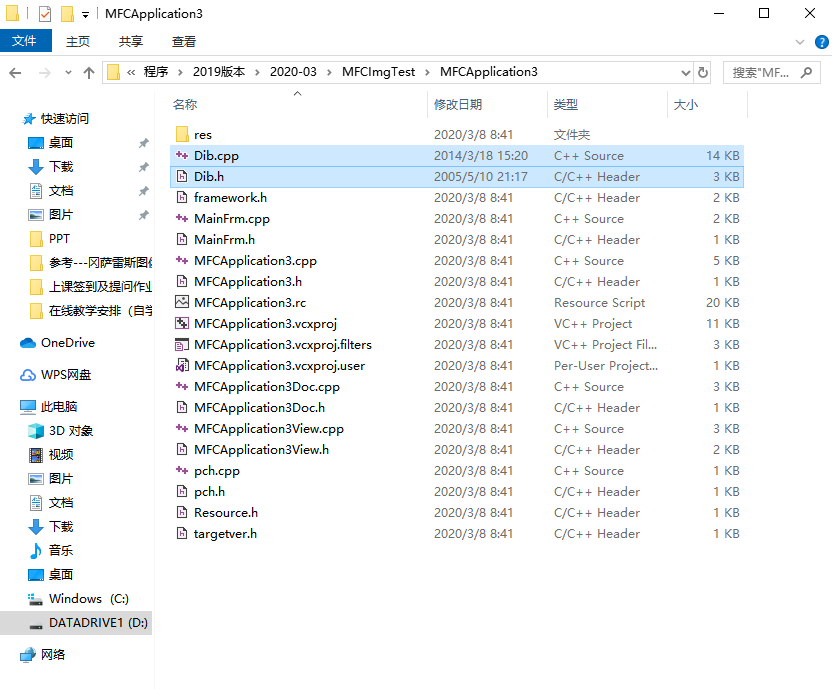 MFCApplication3
文件 主页 共享 查看
« 程序 › 2019版本 › 2020-03 › MFCImgTest › MFCApplication3
搜索"MF...
名称 修改日期 类型 大小
res 2020/3/8 8:41 文件夹
Dib.cpp 2014/3/18 15:20 C++ Source 14 KB
Dib.h 2005/5/10 21:17 C/C++ Header 3 KB
framework.h 2020/3/8 8:41 C/C++ Header 2 KB
MainFrm.cpp 2020/3/8 8:41 C++ Source 2 KB
MainFrm.h 2020/3/8 8:41 C/C++ Header 1 KB
MFCApplication3.cpp 2020/3/8 8:41 C++ Source 5 KB
MFCApplication3.h 2020/3/8 8:41 C/C++ Header 1 KB
MFCApplication3.rc 2020/3/8 8:41 Resource Script 20 KB
MFCApplication3.vcxproj 2020/3/8 8:41 VC++ Project 11 KB
MFCApplication3.vcxproj.filters 2020/3/8 8:41 VC++ Project Fil... 3 KB
MFCApplication3.vcxproj.user 2020/3/8 8:41 Per-User Project... 1 KB
MFCApplication3Doc.cpp 2020/3/8 8:41 C++ Source 3 KB
MFCApplication3Doc.h 2020/3/8 8:41 C/C++ Header 1 KB
MFCApplication3View.cpp 2020/3/8 8:41 C++ Source 3 KB
MFCApplication3View.h 2020/3/8 8:41 C/C++ Header 2 KB
pch.cpp 2020/3/8 8:41 C++ Source 1 KB
pch.h 2020/3/8 8:41 C/C++ Header 1 KB
Resource.h 2020/3/8 8:41 C/C++ Header 1 KB
targetver.h 2020/3/8 8:41 C/C++ Header 1 KB
快速访问
桌面
下载
文档
图片
PPT
参考---冈萨雷斯图像
上课签到及提问作业
在线教学安排（自学
OneDrive
WPS网盘
此电脑
3D 对象
视频
图片
文档
下载
音乐
桌面
Windows (C:)
DATADRIVE1 (D:)
网络